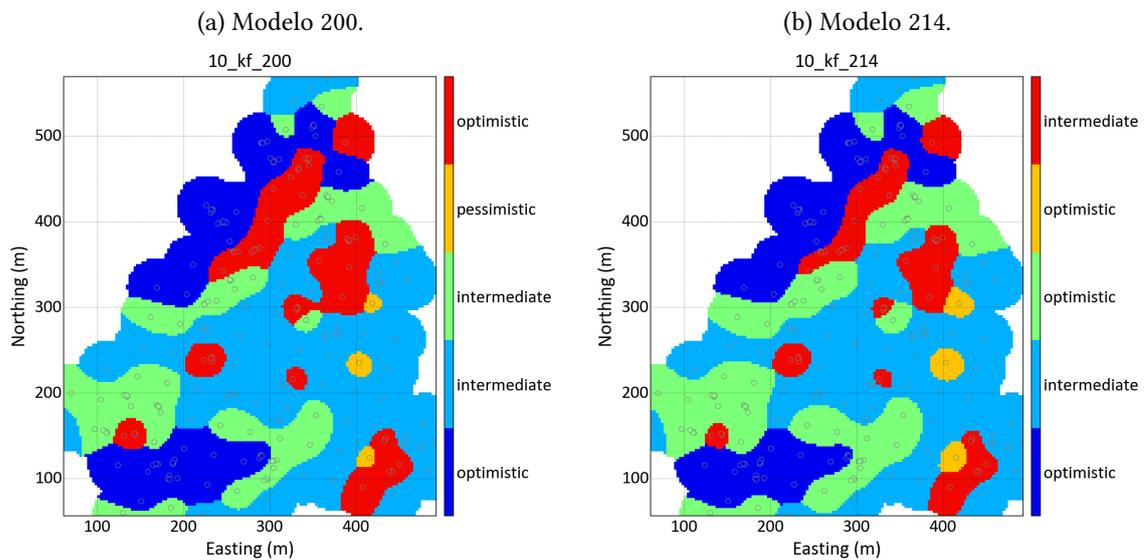 (a) Modelo 200.
10_kf_200
500
400
300
200
100
100 200 300 400
Northing (m)
Easting (m)
optimistic
pessimistic
intermediate
intermediate
optimistic
(b) Modelo 214.
10_kf_214
500
400
300
200
100
100 200 300 400
Northing (m)
Easting (m)
intermediate
optimistic
optimistic
intermediate
optimistic